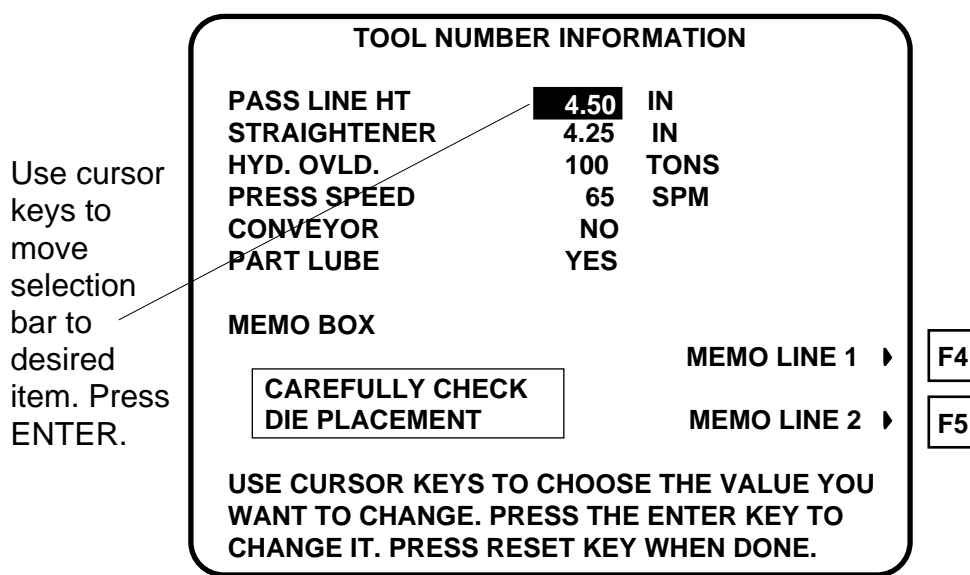 TOOL NUMBER INFORMATION
PASS LINE HT 4.50 IN
STRAIGHTENER 4.25 IN
HYD. OVLD. 100 TONS
PRESS SPEED 65 SPM
CONVEYOR NO
PART LUBE YES
Use cursor
keys to
move
selection
bar to
desired
item. Press
ENTER.
MEMO BOX
MEMO LINE 1 F4
CAREFULLY CHECK
DIE PLACEMENT
MEMO LINE 2 F5
USE CURSOR KEYS TO CHOOSE THE VALUE YOU
WANT TO CHANGE. PRESS THE ENTER KEY TO
CHANGE IT. PRESS RESET KEY WHEN DONE.